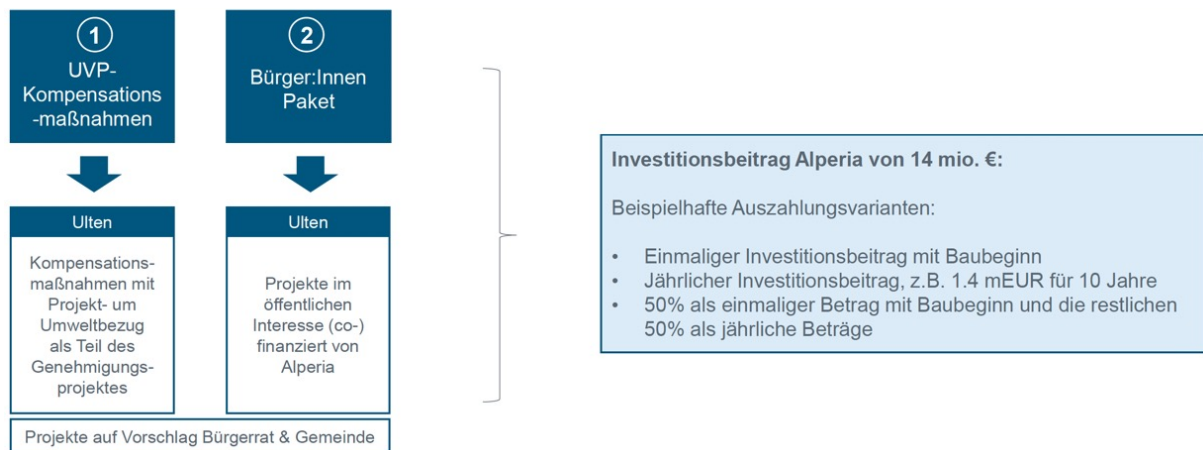 1
UVP-
Kompensations
-maßnahmen
2
Bürger:Innen
Paket
Ulten
Kompensations-
maßnahmen mit
Projekt- um
Umweltbezug
als Teil des
Genehmigungs-
projektes
Ulten
Projekte im
öffentlichen
Interesse (co-)
finanziert von
Alperia
Projekte auf Vorschlag Bürgerrat & Gemeinde
Investitionsbeitrag Alperia von 14 mio. €:
Beispielhafte Auszahlungsvarianten:
• Einmaliger Investitionsbeitrag mit Baubeginn
• Jährlicher Investitionsbeitrag, z.B. 1.4 mEUR für 10 Jahre
• 50% als einmaliger Betrag mit Baubeginn und die restlichen
50% als jährliche Beträge